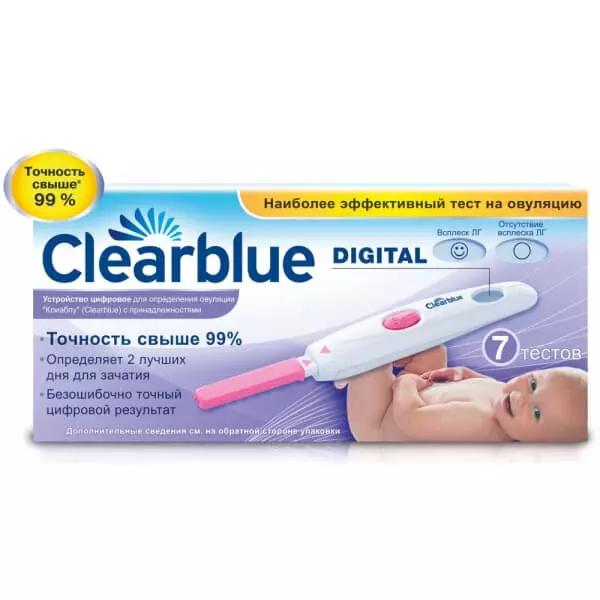 Точность
свыше*
99 %
Наиболее эффективный тест на овуляцию
Clearblue
DIGITAL
Всплеск ЛГ
Отсутствие
всплеска ЛГ
Устройство цифровое для определения овуляции
"Клиаблу" (Clearblue) с принадлежностями
Clearblue
• Точность свыше 99%
• Определяет 2 лучших
дня для зачатия
• Безошибочно точный
цифровой результат
7 тестов
Дополнительные сведения см. на обратной стороне упаковки